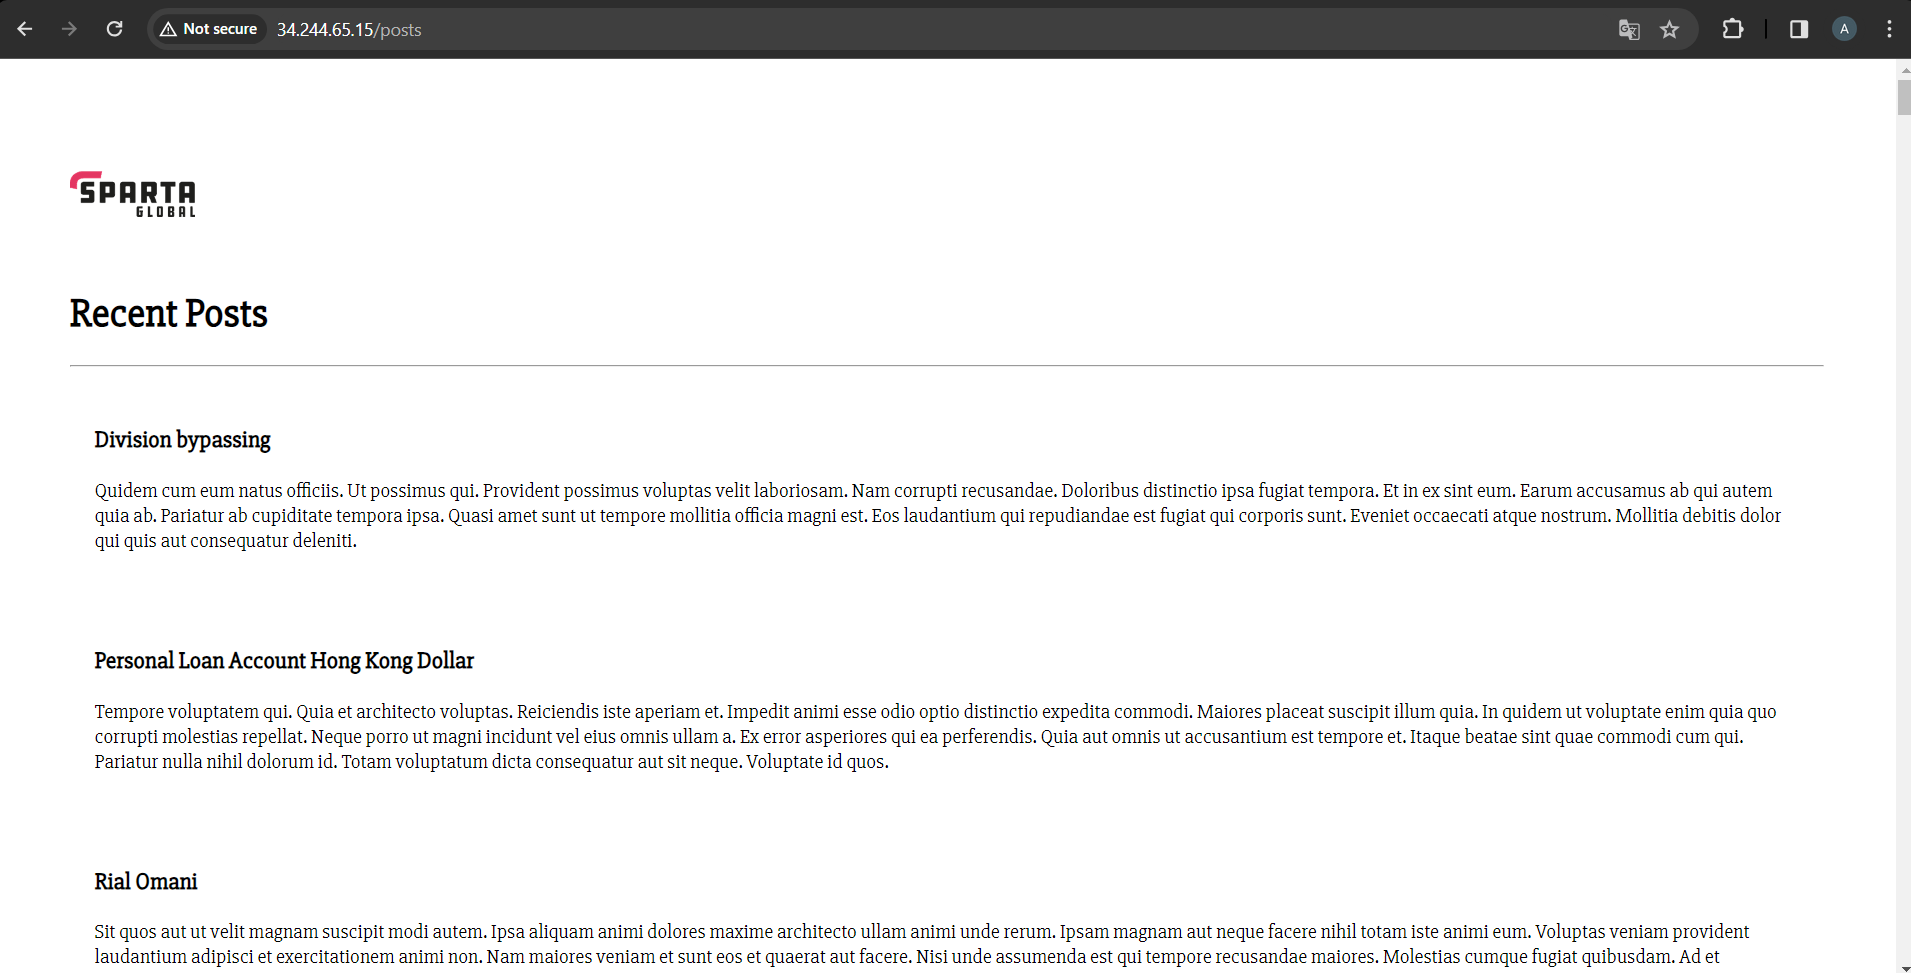 Not secure 34.244.65.15/posts
A
SPARTA
GLOBAL
Recent Posts
Division bypassing
Quidem cum eum natus officiis. Ut possimus qui. Provident possimus voluptas velit laboriosam. Nam corrupti recusandae. Doloribus distinctio ipsa fugiat tempora. Et in ex sint eum. Earum accusamus ab qui autem
quia ab. Pariatur ab cupiditate tempora ipsa. Quasi amet sunt ut tempore mollitia officia magni est. Eos laudantium qui repudiandae est fugiat qui corporis sunt. Eveniet occaecati atque nostrum. Mollitia debitis dolor
qui quis aut consequatur deleniti.
Personal Loan Account Hong Kong Dollar
Tempore voluptatem qui. Quia et architecto voluptas. Reiciendis iste aperiam et. Impedit animi esse odio optio distinctio expedita commodi. Maiores placeat suscipit illum quia. In quidem ut voluptate enim quia quo
corrupti molestias repellat. Neque porro ut magni incidunt vel eius omnis ullam a. Ex error asperiores qui ea perferendis. Quia aut omnis ut accusantium est tempore et. Itaque beatae sint quae commodi cum qui.
Pariatur nulla nihil dolorum id. Totam voluptatum dicta consequatur aut sit neque. Voluptate id quos.
Rial Omani
Sit quos aut ut velit magnam suscipit modi autem. Ipsa aliquam animi dolores maxime architecto ullam animi unde rerum. Ipsam magnam aut neque facere nihil totam iste animi eum. Voluptas veniam provident
laudantium adipisci et exercitationem animi non. Nam maiores veniam et sunt eos et quaerat aut facere. Nisi unde assumenda est qui tempore recusandae maiores. Molestias cumque fugiat quibusdam. Ad et